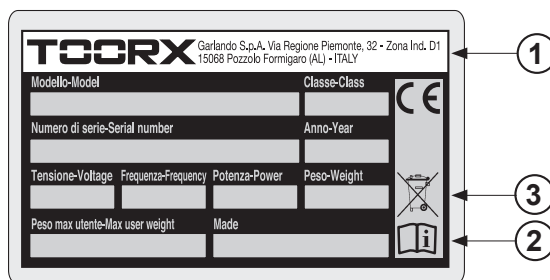 TOORX Garlando S.p.A. Via Regione Piemonte, 32 - Zona Ind. D1
15068 Pozzolo Formigaro (AL) - ITALY
1
Modello-Model Classe-Class
CE
Numero di serie-Serial number Anno-Year
Tensione-Voltage Frequenza-Frequency Potenza-Power Peso-Weight
3
Peso max utente-Max user weight Made
i
2